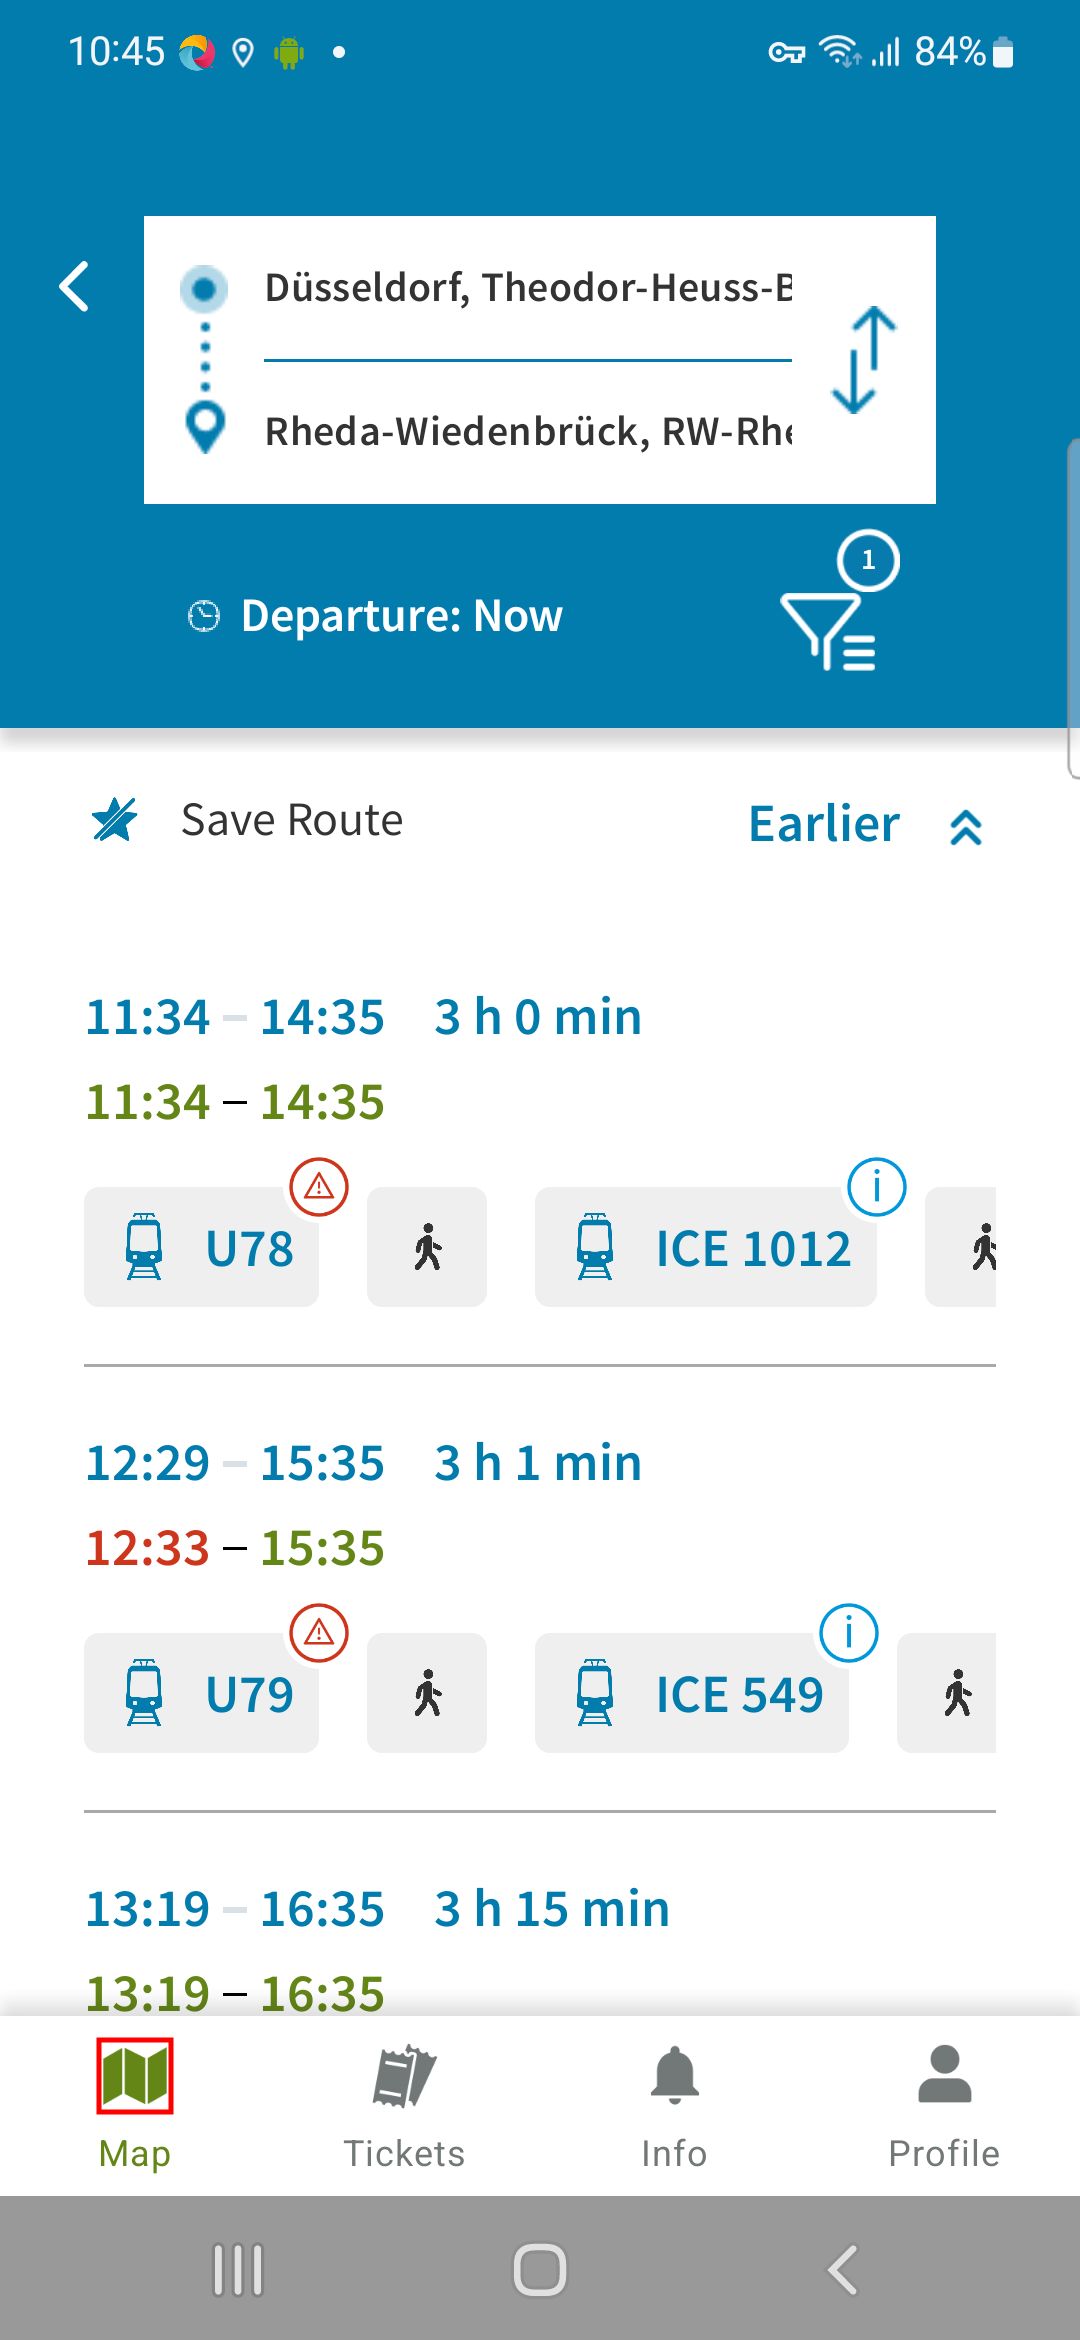 10:45
84%
Düsseldorf, Theodor-Heuss-B
Rheda-Wiedenbrück, RW-Rhe
1
Departure: Now
Save Route
Earlier
11:34 – 14:35 3 h 0 min
11:34 – 14:35
U78
ICE 1012
12:29 – 15:35 3 h 1 min
12:33 – 15:35
U79
ICE 549
13:19 – 16:35 3 h 15 min
13:19 – 16:35
Map
Tickets
Info
Profile